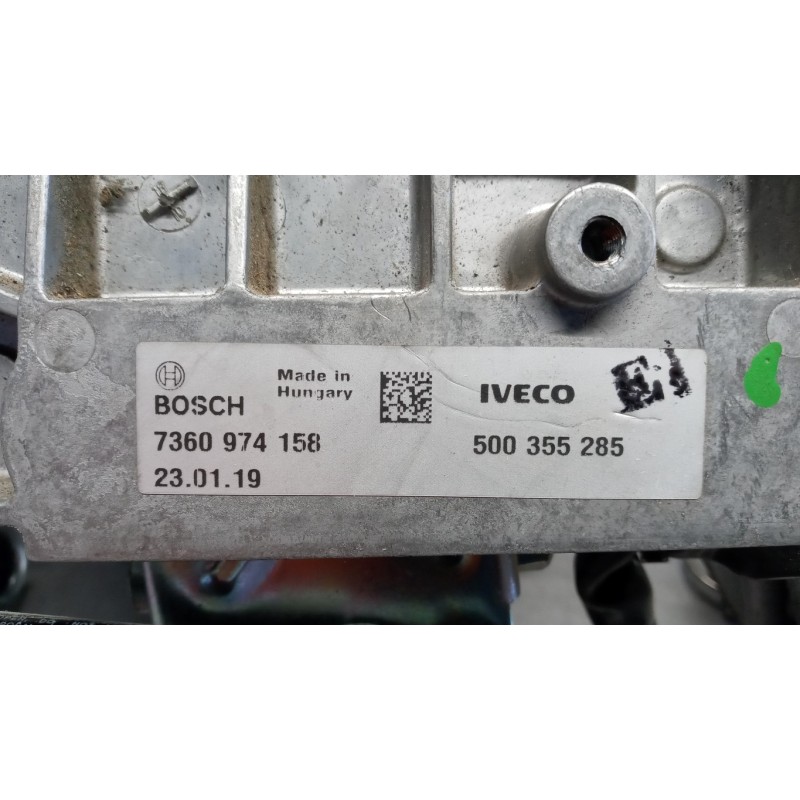 BOSCH
Made in
Hungary
IVECO
7360 974 158
500 355 285
23.01.19